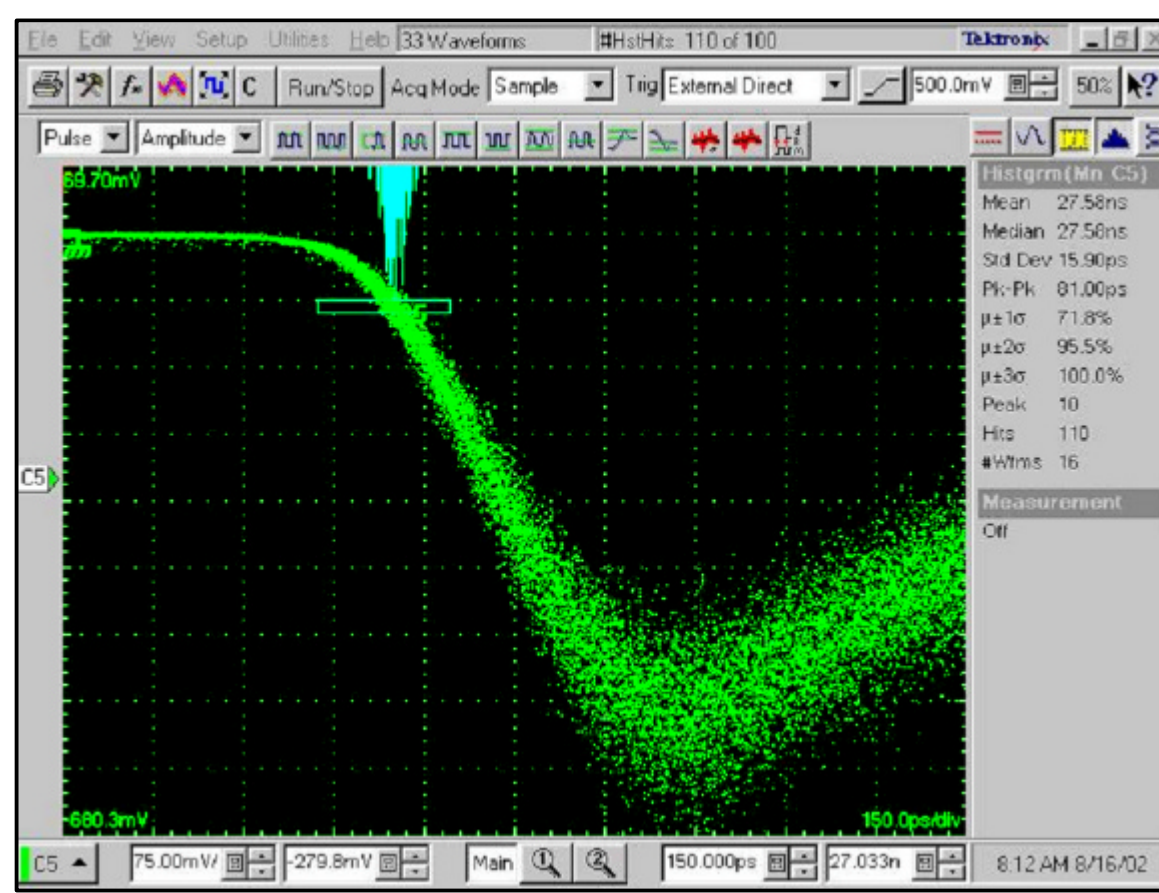 File Edit View Setup Utilities Help 33 Waveforms #HstHits 110 of 100 Tektronix
Run/Stop Acq Mode Sample Trig External Direct 500.0mV 50%
Pulse Amplitude
69.70mV
Histgrm(Mn C5)
Mean 27.58ns
Median 27.58ns
Std Dev 15.90ps
Pk-Pk 81.00ps
µ±1σ 71.8%
µ±2σ 95.5%
µ±3σ 100.0%
Peak 10
Hits 110
#Wfms 16
C5
Measurement
Off
-680.3mV 150.0ps/div
C5 75.00mV/ -279.8mV Main 1 2 150.000ps 27.033n 8:12 AM 8/16/02